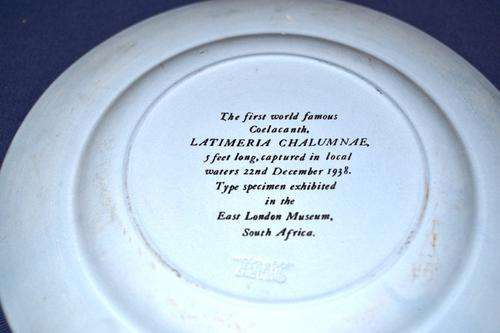 The first world famous
Coelacanth,
LATIMERIA CHALUMNAE,
5 feet long, captured in local
waters 22nd December 1938.
Type specimen exhibited
in the
East London Museum,
South Africa.